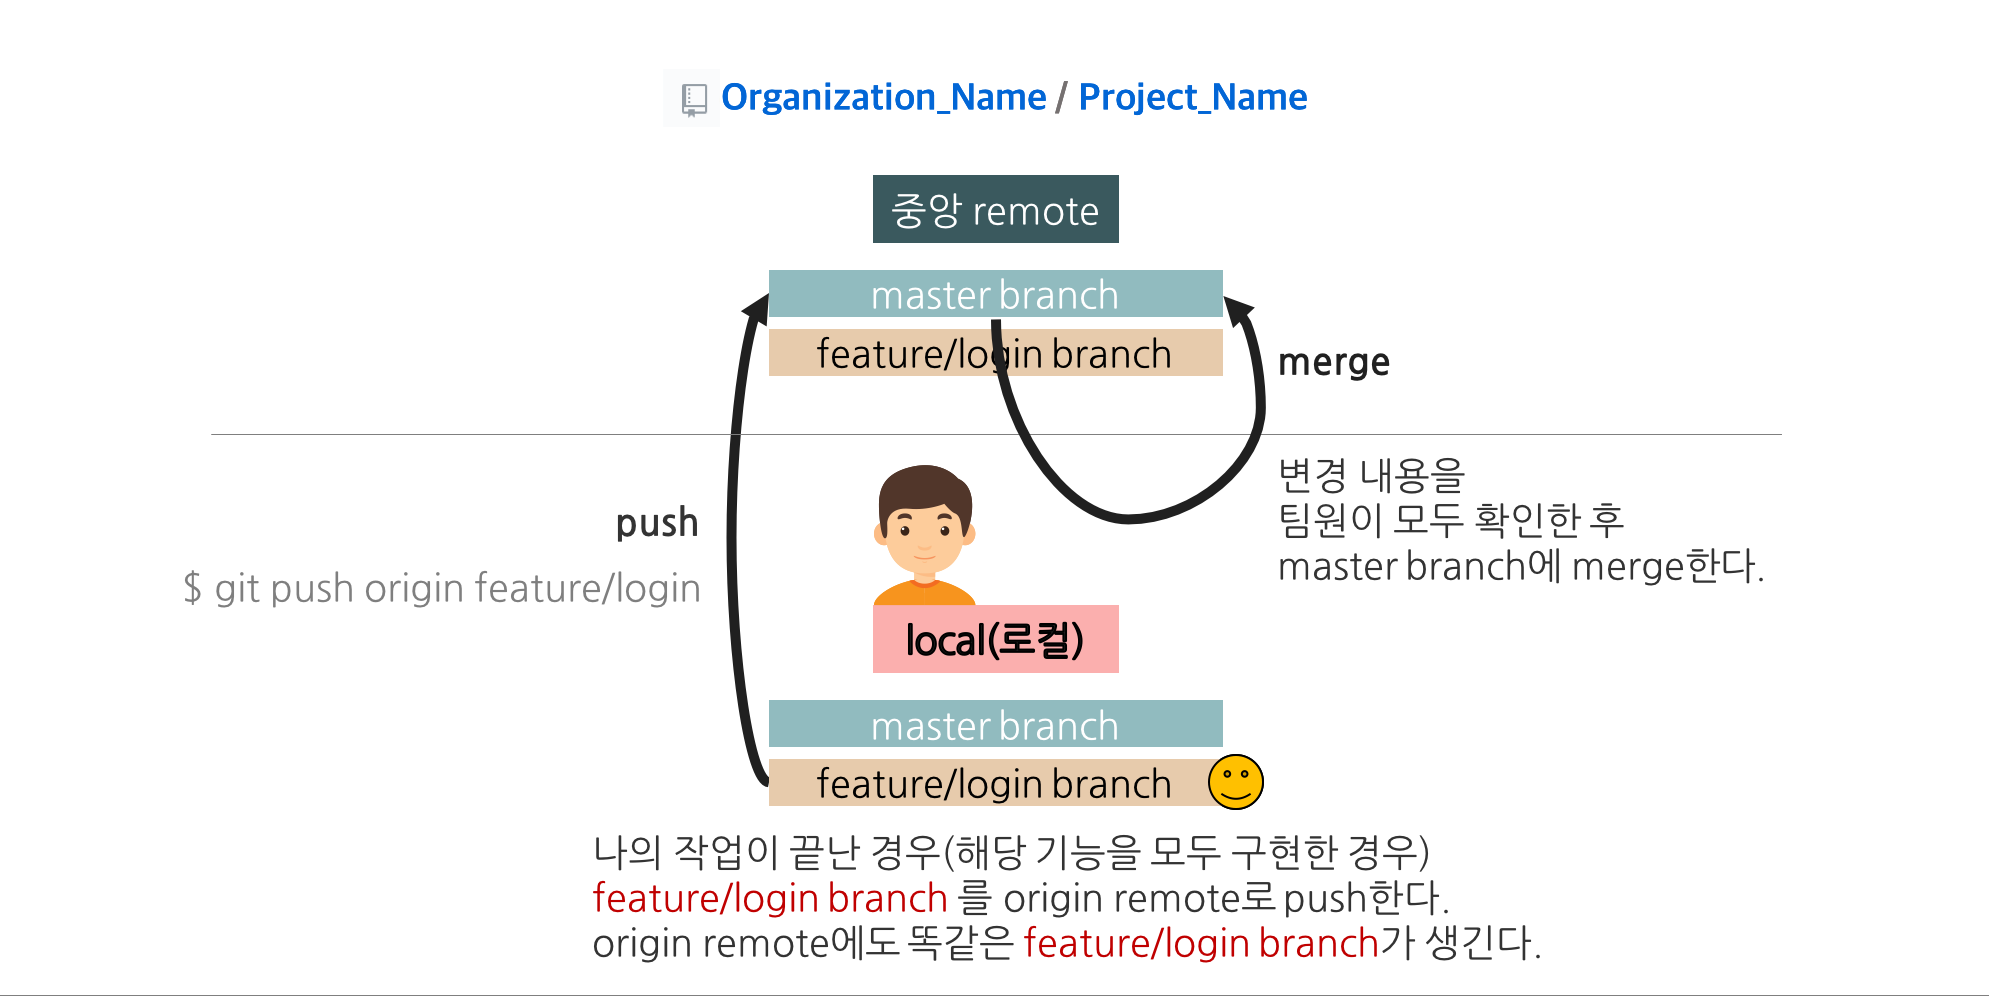 Organization_Name / Project_Name
중앙 remote
master branch
feature/login branch
merge
변경 내용을
팀원이 모두 확인한 후
master branch에 merge한다.
push
$ git push origin feature/login
local(로컬)
master branch
feature/login branch
나의 작업이 끝난 경우(해당 기능을 모두 구현한 경우)
feature/login branch 를 origin remote로 push한다.
origin remote에도 똑같은 feature/login branch가 생긴다.